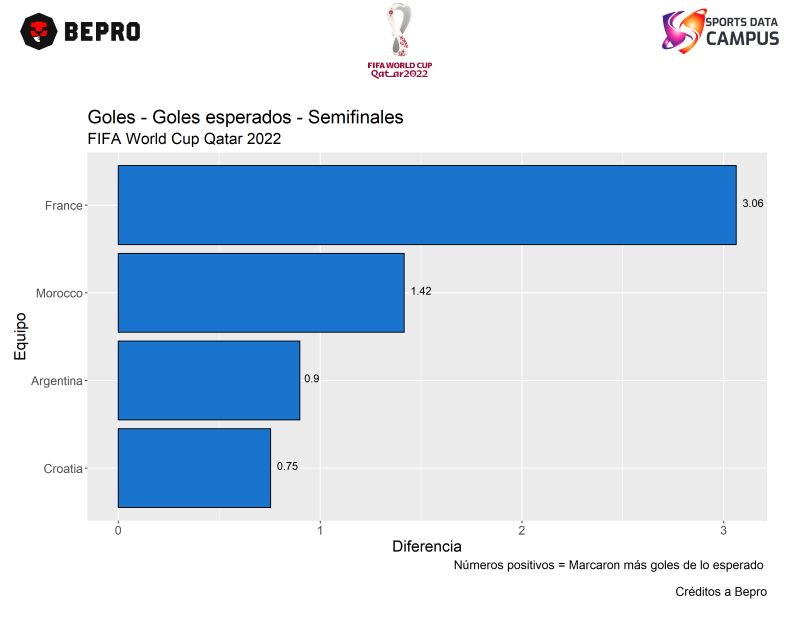 BEPRO
FIFA WORLD CUP
Qatar2022
SPORTS DATA
CAMPUS
Goles - Goles esperados - Semifinales
FIFA World Cup Qatar 2022
Equipo
France
3.06
Morocco
1.42
Argentina
0.9
Croatia
0.75
0 1 2 3
Diferencia
Números positivos = Marcaron más goles de lo esperado
Créditos a Bepro